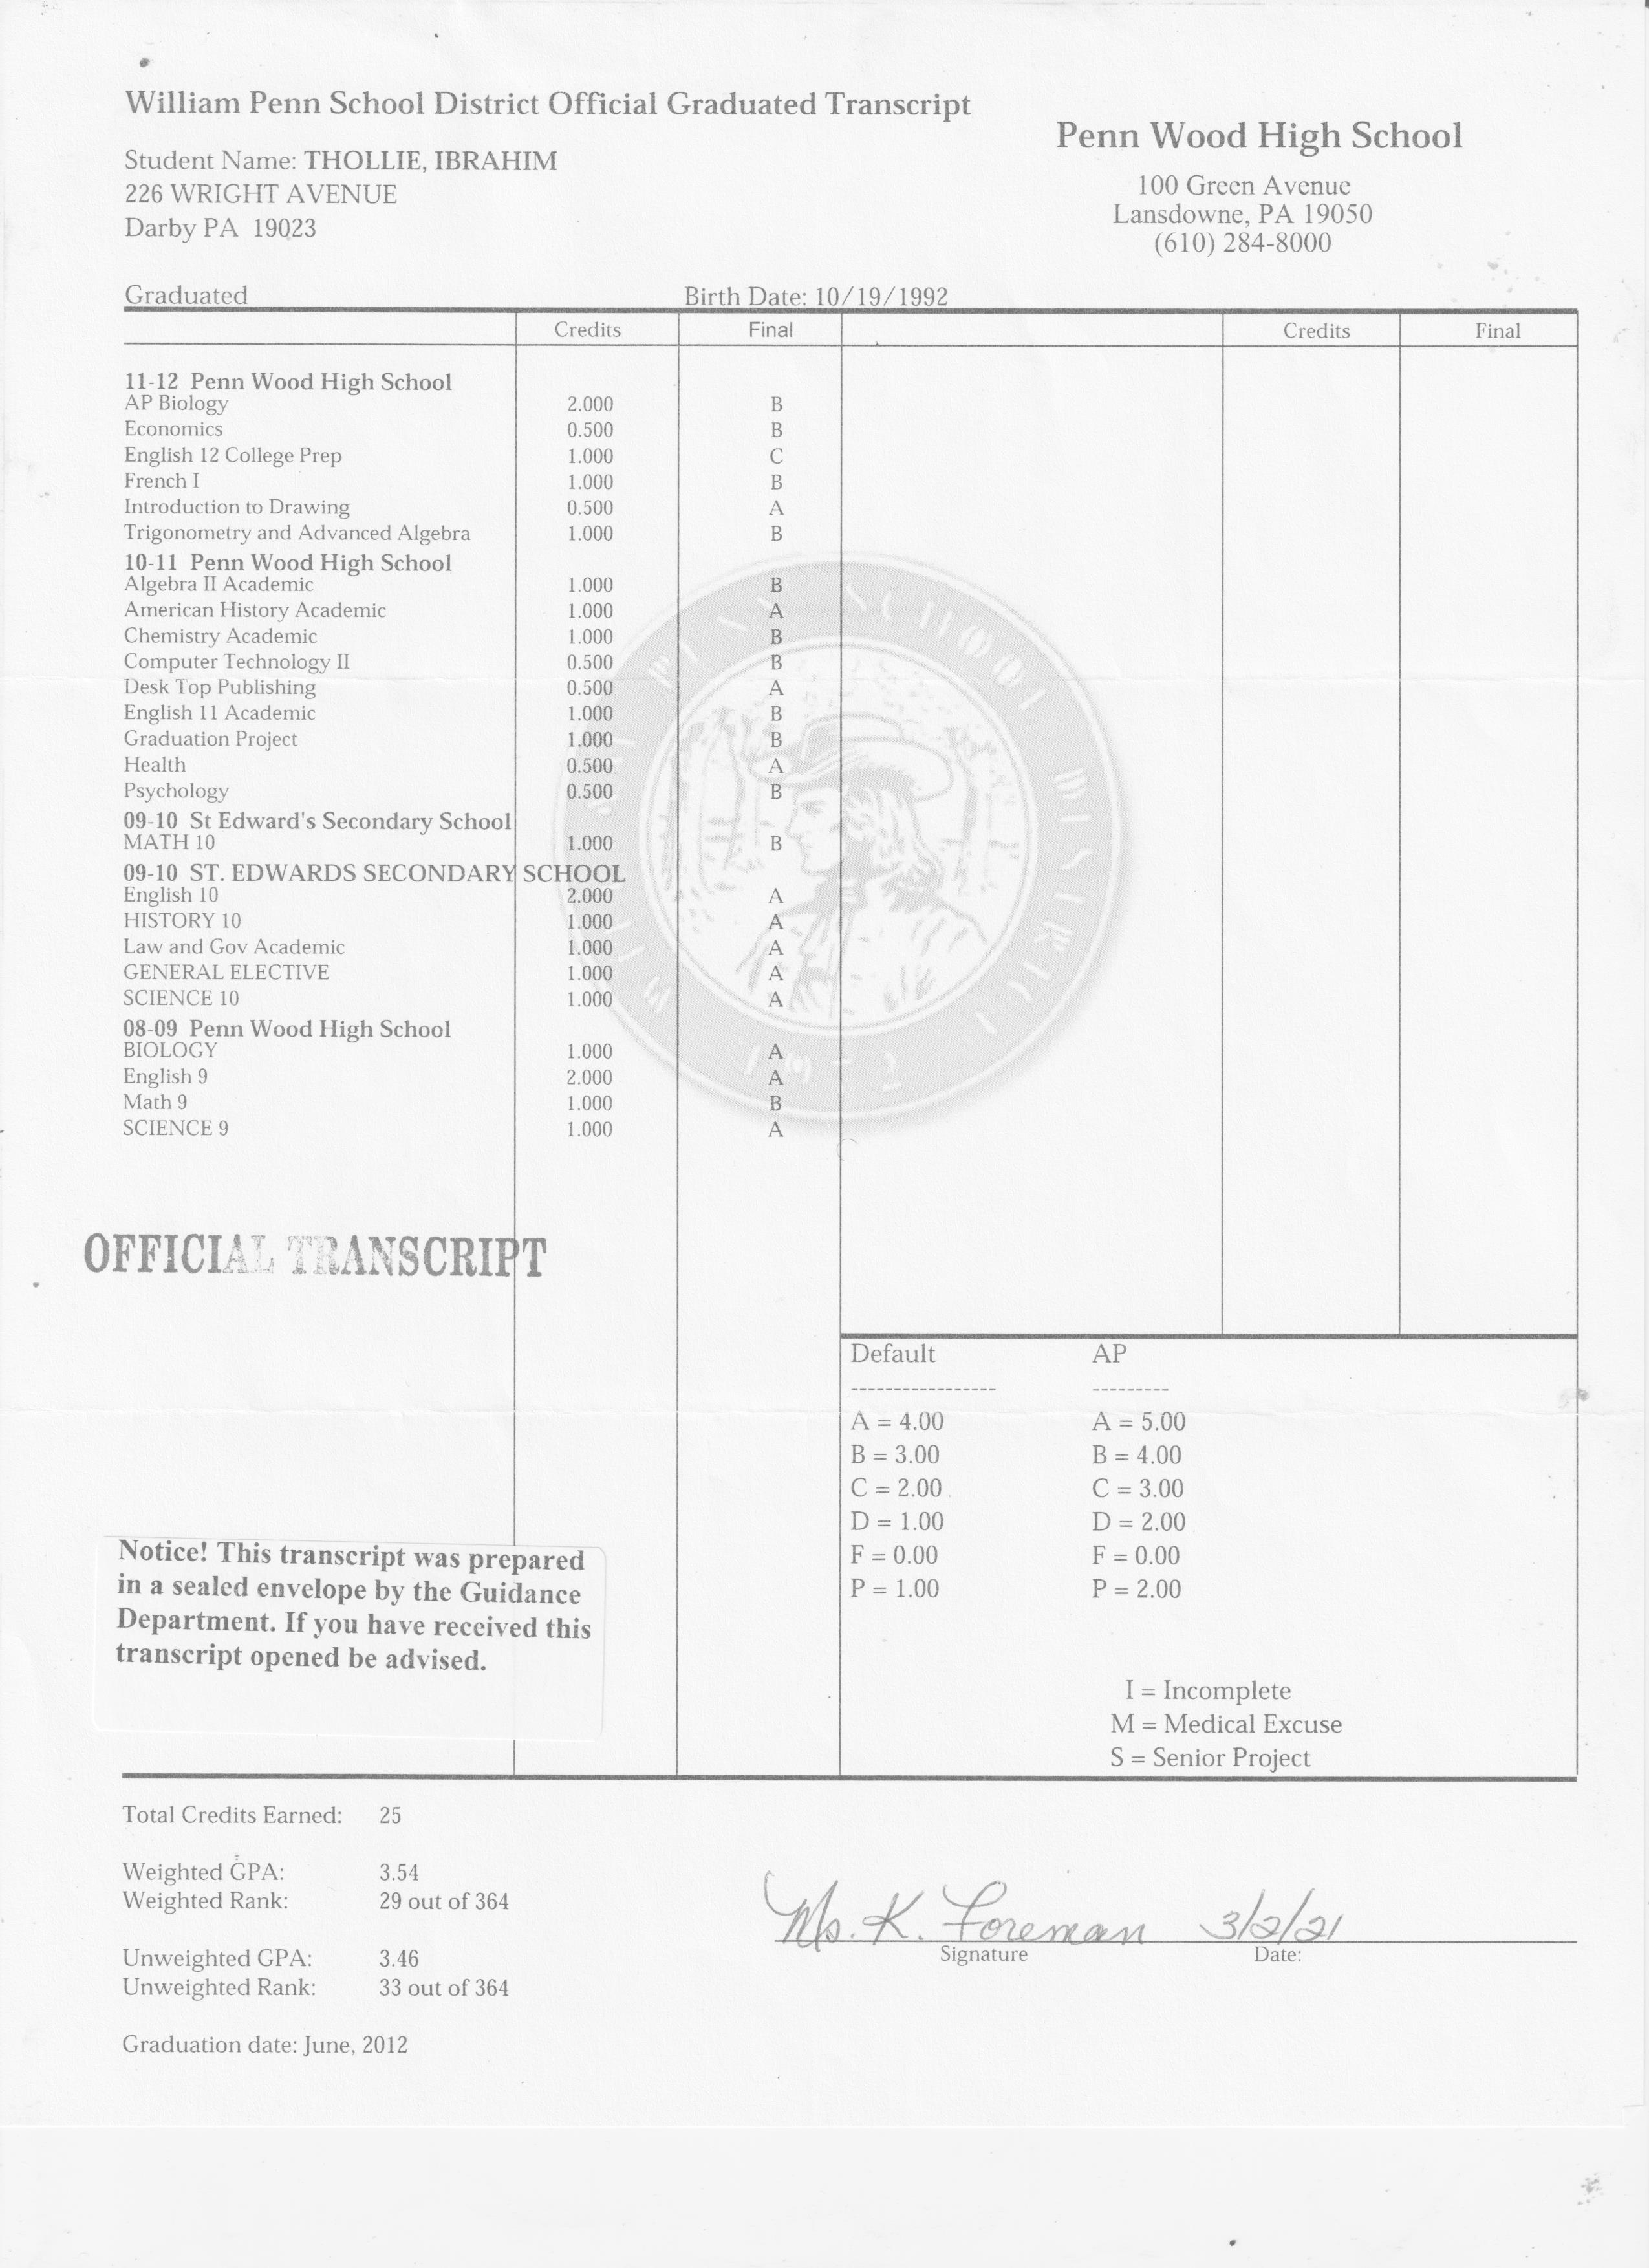 William Penn School District Official Graduated Transcript
Penn Wood High School
Student Name: THOLLIE, IBRAHIM
226 WRIGHT AVENUE
Darby PA 19023
100 Green Avenue
Lansdowne, PA 19050
(610) 284-8000
Graduated Birth Date: 10/19/1992
Credits Final Credits Final
11-12 Penn Wood High School
AP Biology 2.000 B
Economics 0.500 B
English 12 College Prep 1.000 C
French I 1.000 B
Introduction to Drawing 0.500 A
Trigonometry and Advanced Algebra 1.000 B
10-11 Penn Wood High School
Algebra II Academic 1.000 B
American History Academic 1.000 A
Chemistry Academic 1.000 B
Computer Technology II 0.500 B
Desk Top Publishing 0.500 A
English 11 Academic 1.000 B
Graduation Project 1.000 B
Health 0.500 A
Psychology 0.500 B
09-10 St Edward's Secondary School
MATH 10 1.000 B
09-10 ST. EDWARDS SECONDARY SCHOOL
English 10 2.000 A
HISTORY 10 1.000 A
Law and Gov Academic 1.000 A
GENERAL ELECTIVE 1.000 A
SCIENCE 10 1.000 A
08-09 Penn Wood High School
BIOLOGY 1.000 A
English 9 2.000 A
Math 9 1.000 B
SCIENCE 9 1.000 A
WILLIAM PENN SCHOOL DISTRICT
OFFICIAL TRANSCRIPT
Default AP
----------------- ---------
A = 4.00 A = 5.00
B = 3.00 B = 4.00
C = 2.00 C = 3.00
D = 1.00 D = 2.00
F = 0.00 F = 0.00
P = 1.00 P = 2.00
I = Incomplete
M = Medical Excuse
S = Senior Project
Notice! This transcript was prepared
in a sealed envelope by the Guidance
Department. If you have received this
transcript opened be advised.
Total Credits Earned: 25
Weighted GPA: 3.54
Weighted Rank: 29 out of 364
Unweighted GPA: 3.46
Unweighted Rank: 33 out of 364
Graduation date: June, 2012
Ms. K. Foreman 3/2/21
Signature Date: